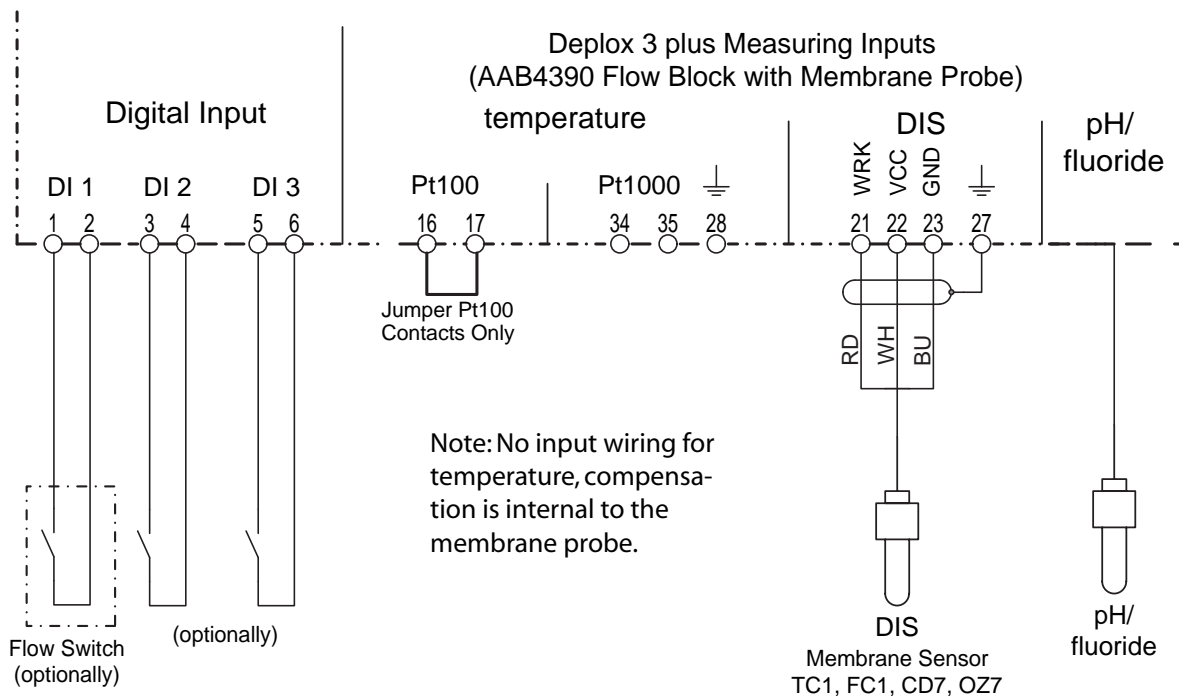 Deplox 3 plus Measuring Inputs
(AAB4390 Flow Block with Membrane Probe)
Digital Input
temperature
DIS
pH/
fluoride
DI 1
DI 2
DI 3
Pt100
Pt1000
WRK
VCC
GND
1
2
3
4
5
6
16
17
34
35
28
21
22
23
27
Jumper Pt100
Contacts Only
RD
WH
BU
Note: No input wiring for
temperature, compensa-
tion is internal to the
membrane probe.
Flow Switch
(optionally)
(optionally)
DIS
Membrane Sensor
TC1, FC1, CD7, OZ7
pH/
fluoride